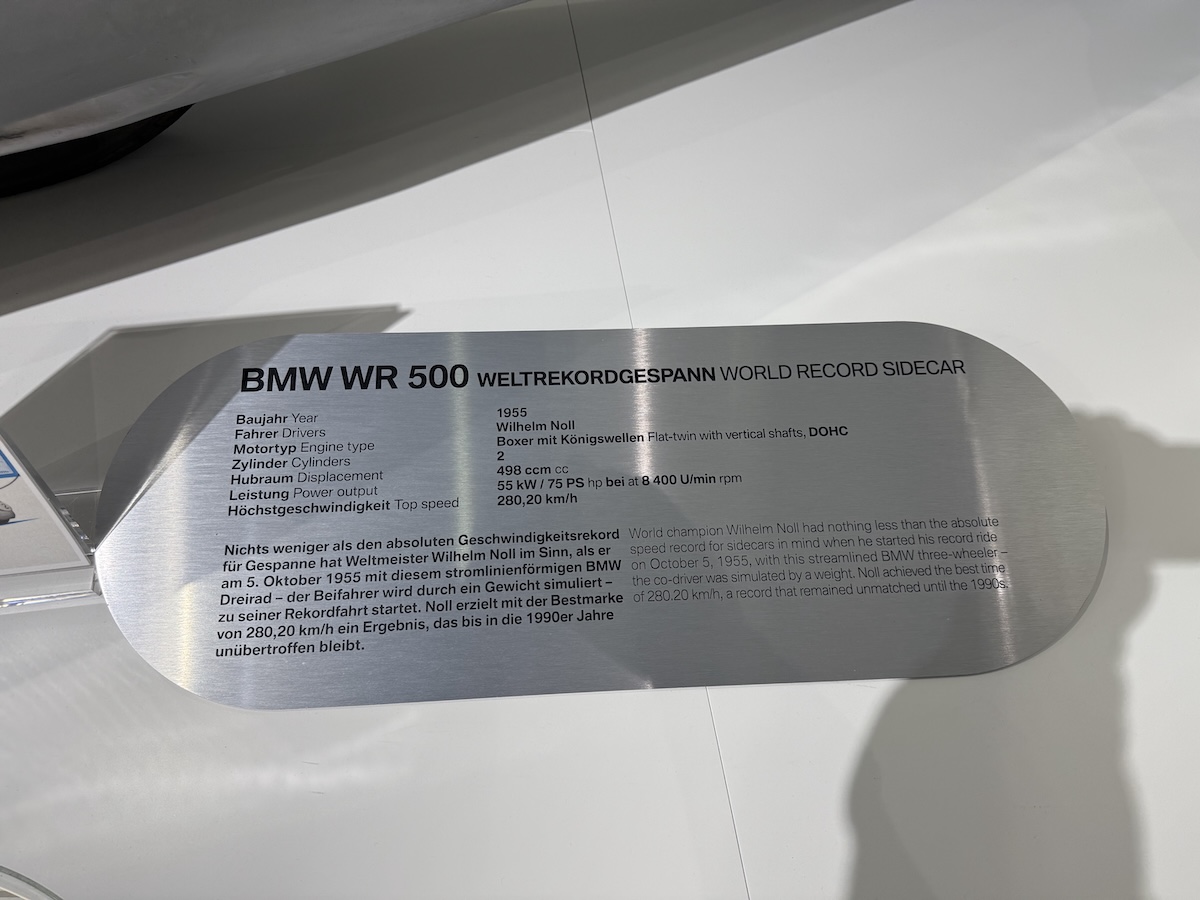 BMW WR 500 WELTREKORDGESPANN WORLD RECORD SIDECAR
Baujahr Year 1955
Fahrer Drivers Wilhelm Noll
Motortyp Engine type Boxer mit Königswellen Flat-twin with vertical shafts, DOHC
Zylinder Cylinders 2
Hubraum Displacement 498 ccm cc
Leistung Power output 55 kW / 75 PS hp bei at 8 400 U/min rpm
Höchstgeschwindigkeit Top speed 280,20 km/h
Nichts weniger als den absoluten Geschwindigkeitsrekord
für Gespanne hat Weltmeister Wilhelm Noll im Sinn, als er
am 5. Oktober 1955 mit diesem stromlinienförmigen BMW
Dreirad – der Beifahrer wird durch ein Gewicht simuliert –
zu seiner Rekordfahrt startet. Noll erzielt mit der Bestmarke
von 280,20 km/h ein Ergebnis, das bis in die 1990er Jahre
unübertroffen bleibt.
World champion Wilhelm Noll had nothing less than the absolute
speed record for sidecars in mind when he started his record ride
on October 5, 1955, with this streamlined BMW three-wheeler –
the co-driver was simulated by a weight. Noll achieved the best time
of 280.20 km/h, a record that remained unmatched until the 1990s.